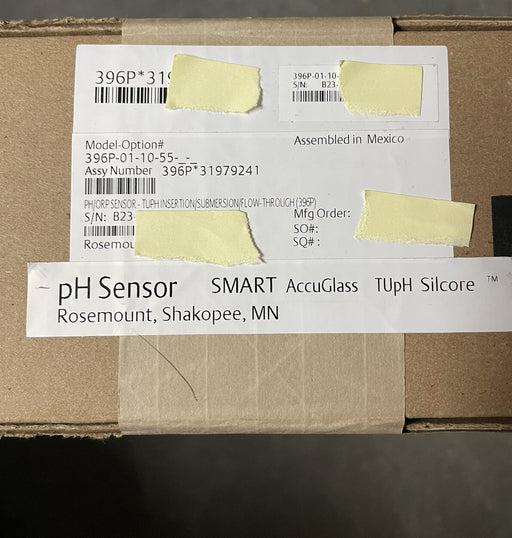 396P*319
396P-01-10-
S/N: B23-
Model-Option#
Assembled in Mexico
396P-01-10-55-_-_
Assy Number 396P*31979241
PH/ORP SENSOR - TUPH INSERTION/SUBMERSION/FLOW-THROUGH (396P)
S/N: B23-
Mfg Order:
SO#:
SQ# :
Rosemou
pH Sensor SMART AccuGlass TUpH Silcore ™
Rosemount, Shakopee, MN